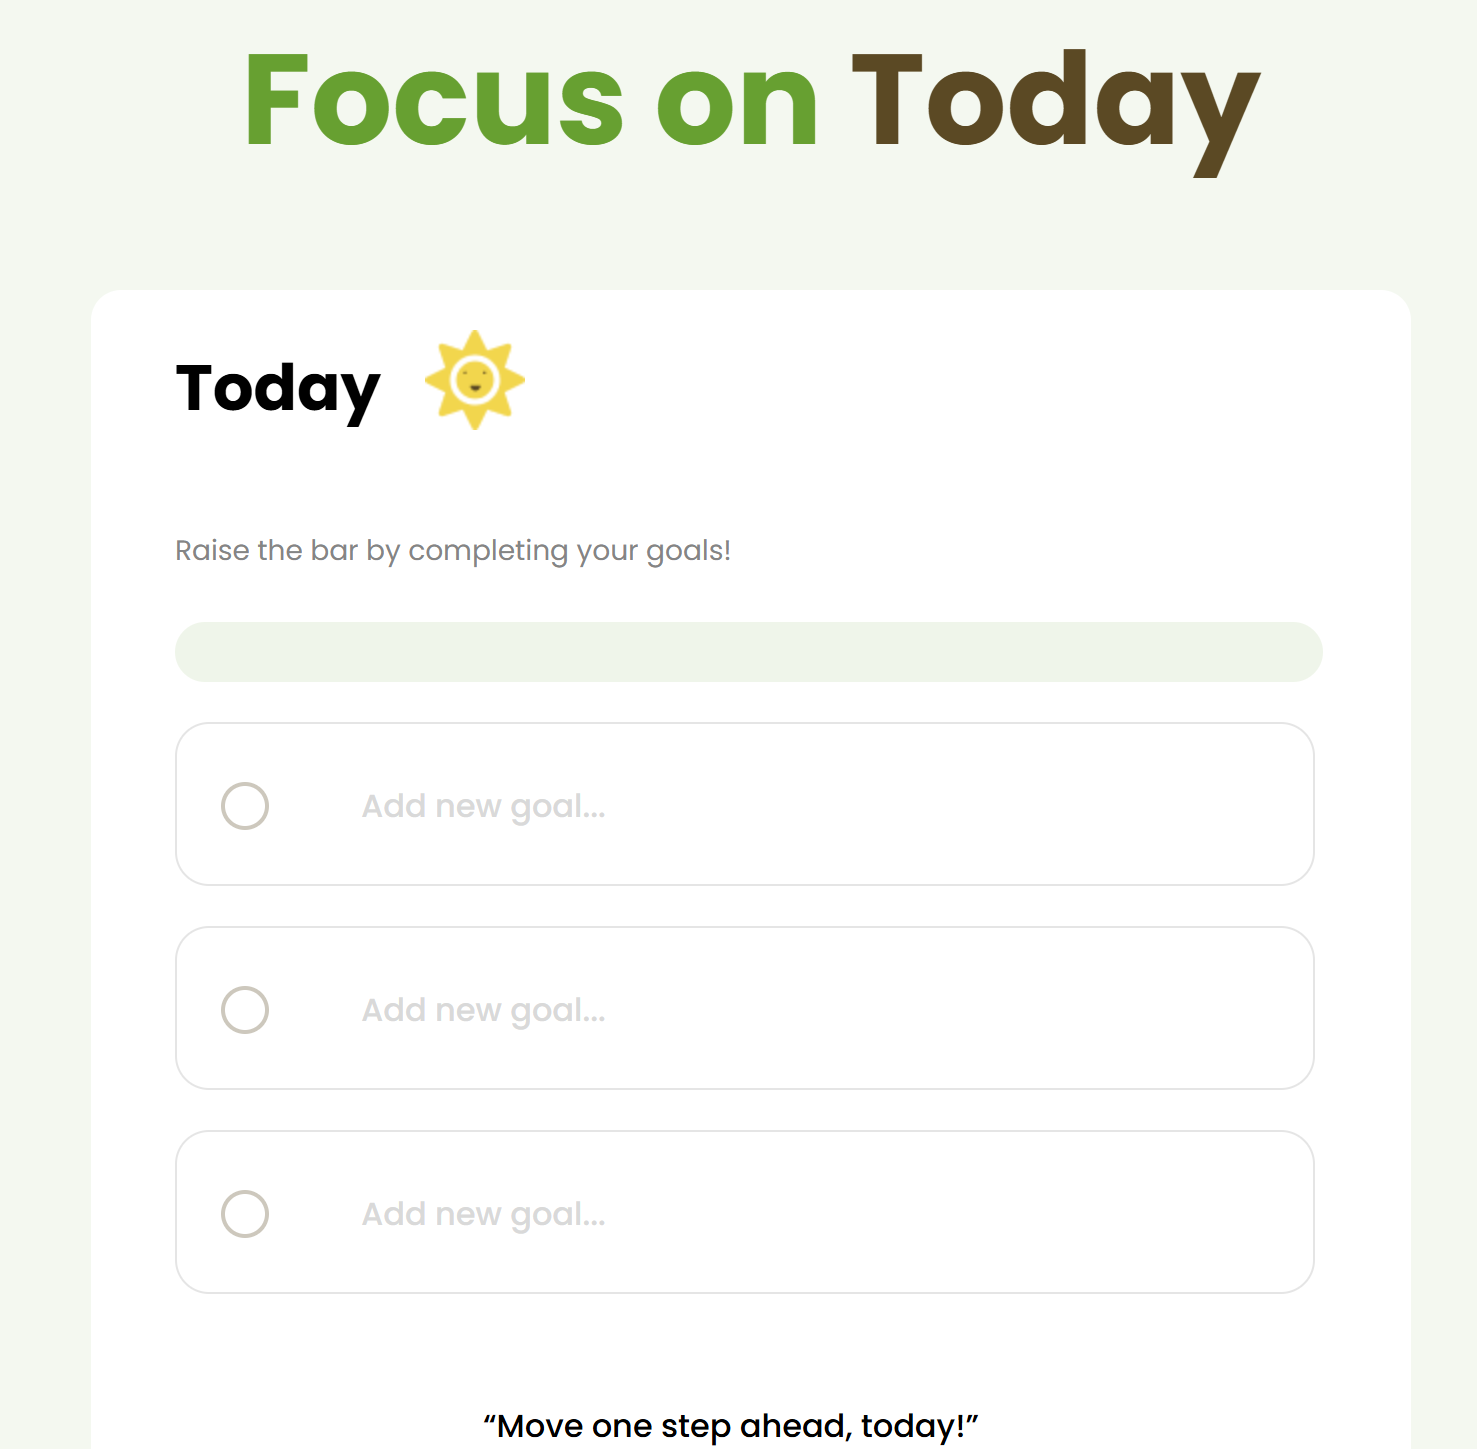 Focus on Today
Today
Raise the bar by completing your goals!
Add new goal...
Add new goal...
Add new goal...
“Move one step ahead, today!”